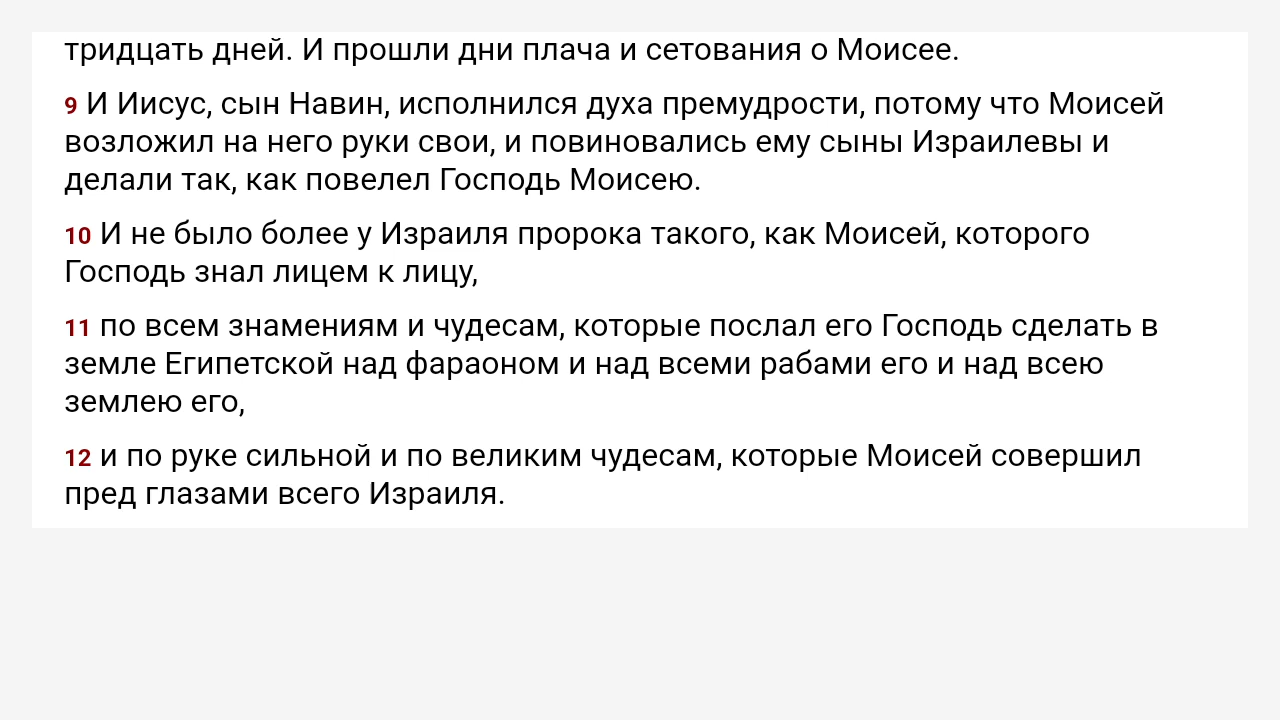 тридцать дней. И прошли дни плача и сетования о Моисее.
9 И Иисус, сын Навин, исполнился духа премудрости, потому что Моисей
возложил на него руки свои, и повиновались ему сыны Израилевы и
делали так, как повелел Господь Моисею.
10 И не было более у Израиля пророка такого, как Моисей, которого
Господь знал лицем к лицу,
11 по всем знамениям и чудесам, которые послал его Господь сделать в
земле Египетской над фараоном и над всеми рабами его и над всею
землею его,
12 и по руке сильной и по великим чудесам, которые Моисей совершил
пред глазами всего Израиля.